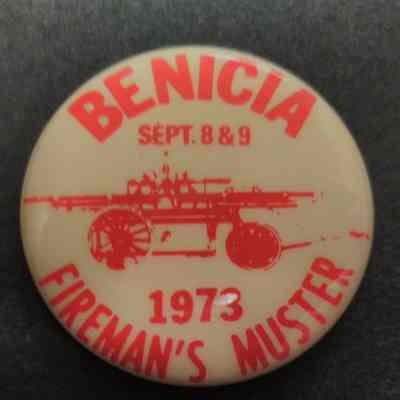 BENICIA
SEPT. 8 & 9
1973
FIREMAN'S MUSTER